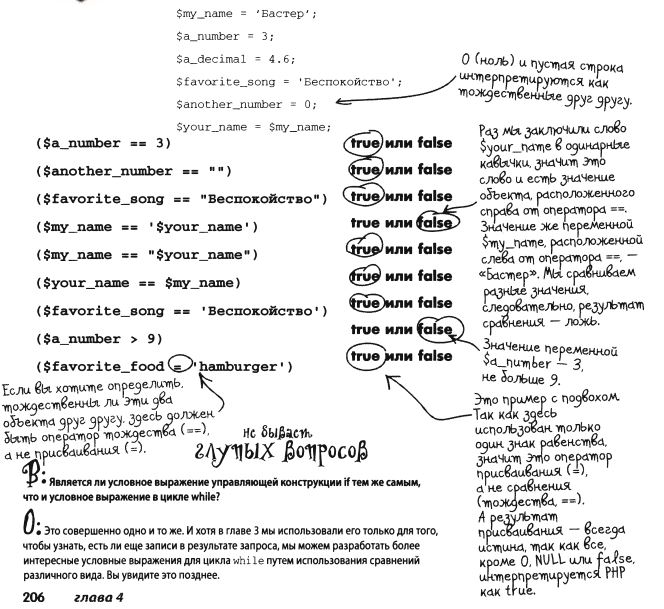 $my_name = ‘Бастер’;
$a_number = 3;
$a_decimal = 4.6;
$favorite_song = 'Беспокойство';
$another_number = 0;
$your_name = $my_name;
0 (ноль) и пустая строка
интерпретируются как
тождественные друг другу.
($a_number == 3) true или false
($another_number == "") true или false
($favorite_song == "Беспокойство") true или false
($my_name == '$your_name') true или false
($my_name == "$your_name") true или false
($your_name == $my_name) true или false
($favorite_song == 'Беспокойство') true или false
($a_number > 9) true или false
($favorite_food = 'hamburger') true или false
Раз мы заключили слово
$your_name в одинарные
кавычки, значит это
слово и есть значение
объекта, расположенного
справа от оператора ==.
Значение же переменной
$my_name, расположенной
слева от оператора ==, —
«Бастер». Мы сравниваем
разные значения,
следовательно, результат
сравнения — ложь.
Значение переменной
$a_number — 3,
не больше 9.
Если вы хотите определить,
тождественны ли эти два
объекта друг другу, здесь должен
быть оператор тождества (==),
а не присваивания (=).
Это пример с подвохом.
Так как здесь
использован только
один знак равенства,
значит это оператор
присваивания (=),
а не сравнения
(тождества, ==).
А результат
присваивания — всегда
истина, так как все,
кроме 0, NULL или false,
интерпретируется PHP
как true.
не бывает
глупых вопросов
В: Является ли условное выражение управляющей конструкции if тем же самым,
что и условное выражение в цикле while?
О: Это совершенно одно и то же. И хотя в главе 3 мы использовали его только для того,
чтобы узнать, есть ли еще записи в результате запроса, мы можем разработать более
интересные условные выражения для цикла while путем использования сравнений
различного вида. Вы увидите это позднее.
206 глава 4